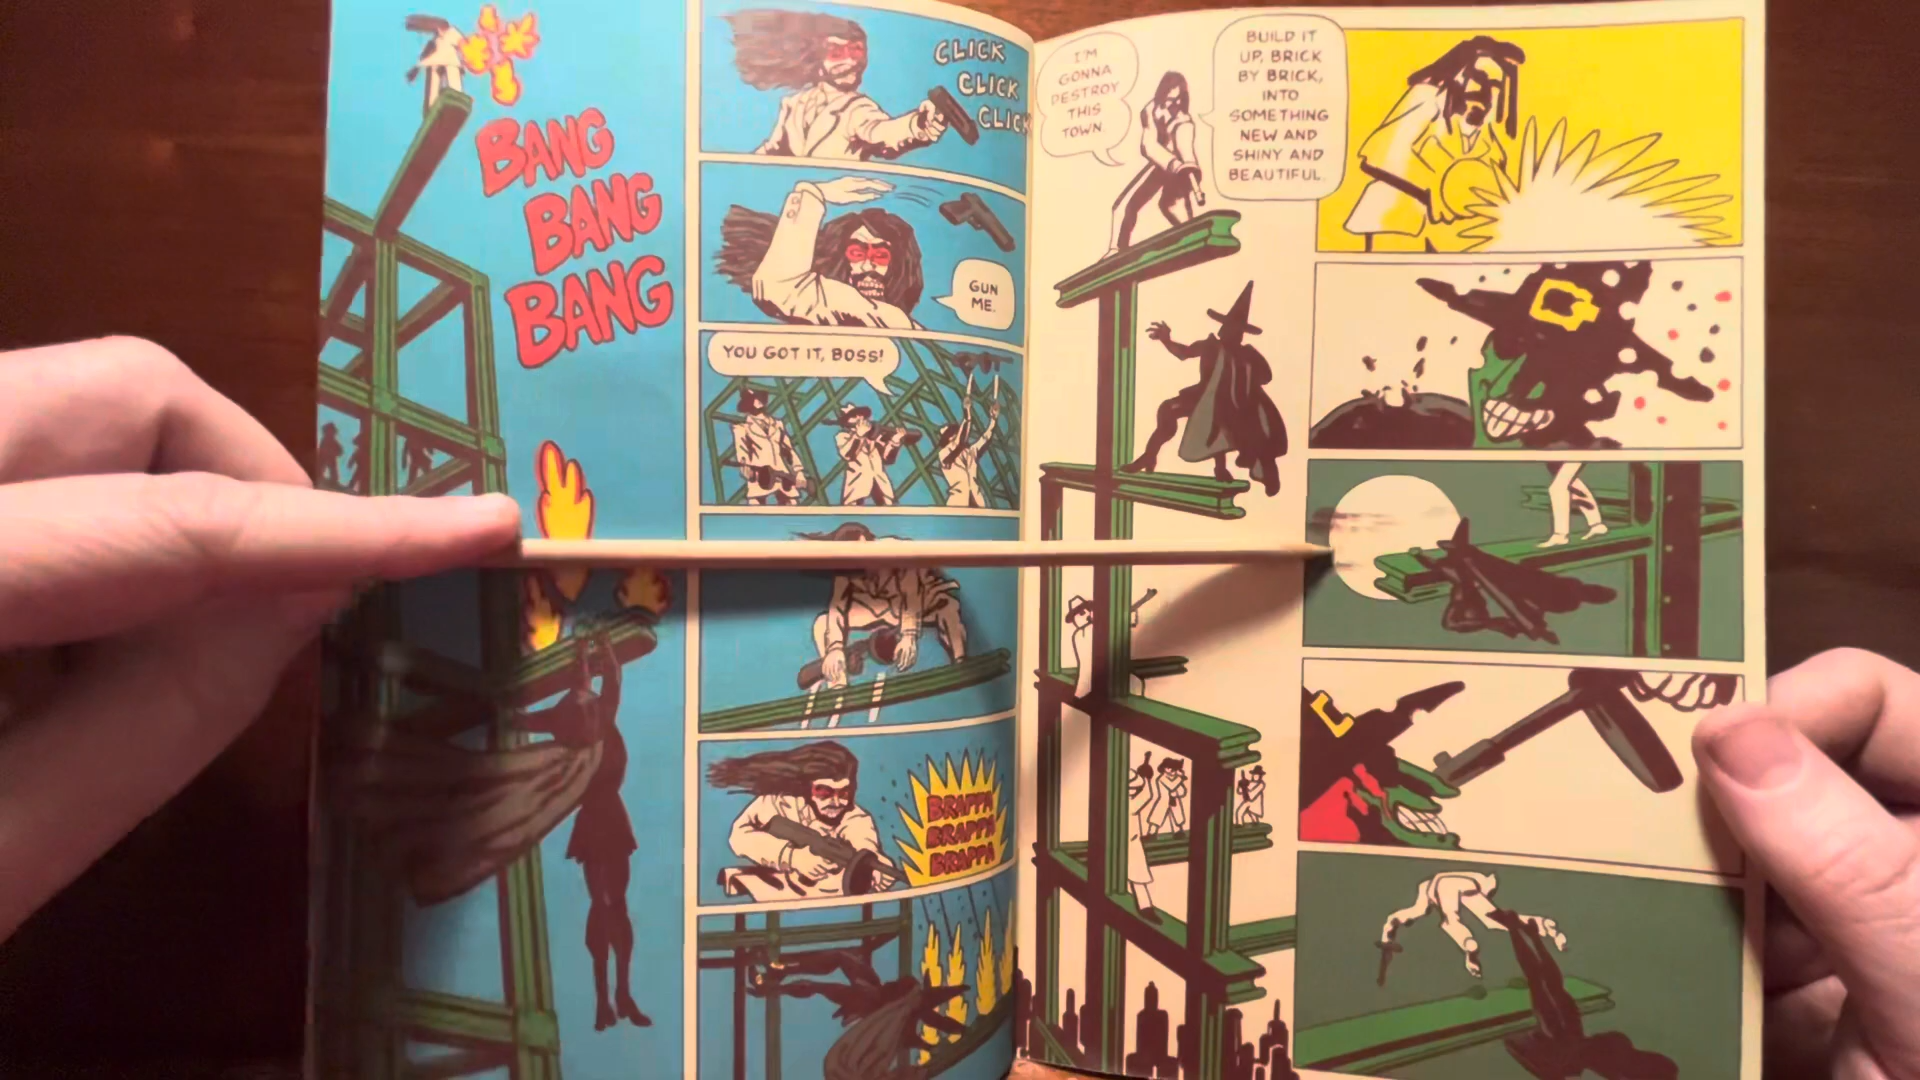 BANG
BANG
BANG
CLICK
CLICK
CLICK
GUN
ME.
YOU GOT IT, BOSS!
BRAPPA
BRAPPA
BRAPPA
I'M
GONNA
DESTROY
THIS
TOWN.
BUILD IT
UP, BRICK
BY BRICK,
INTO
SOMETHING
NEW AND
SHINY AND
BEAUTIFUL.